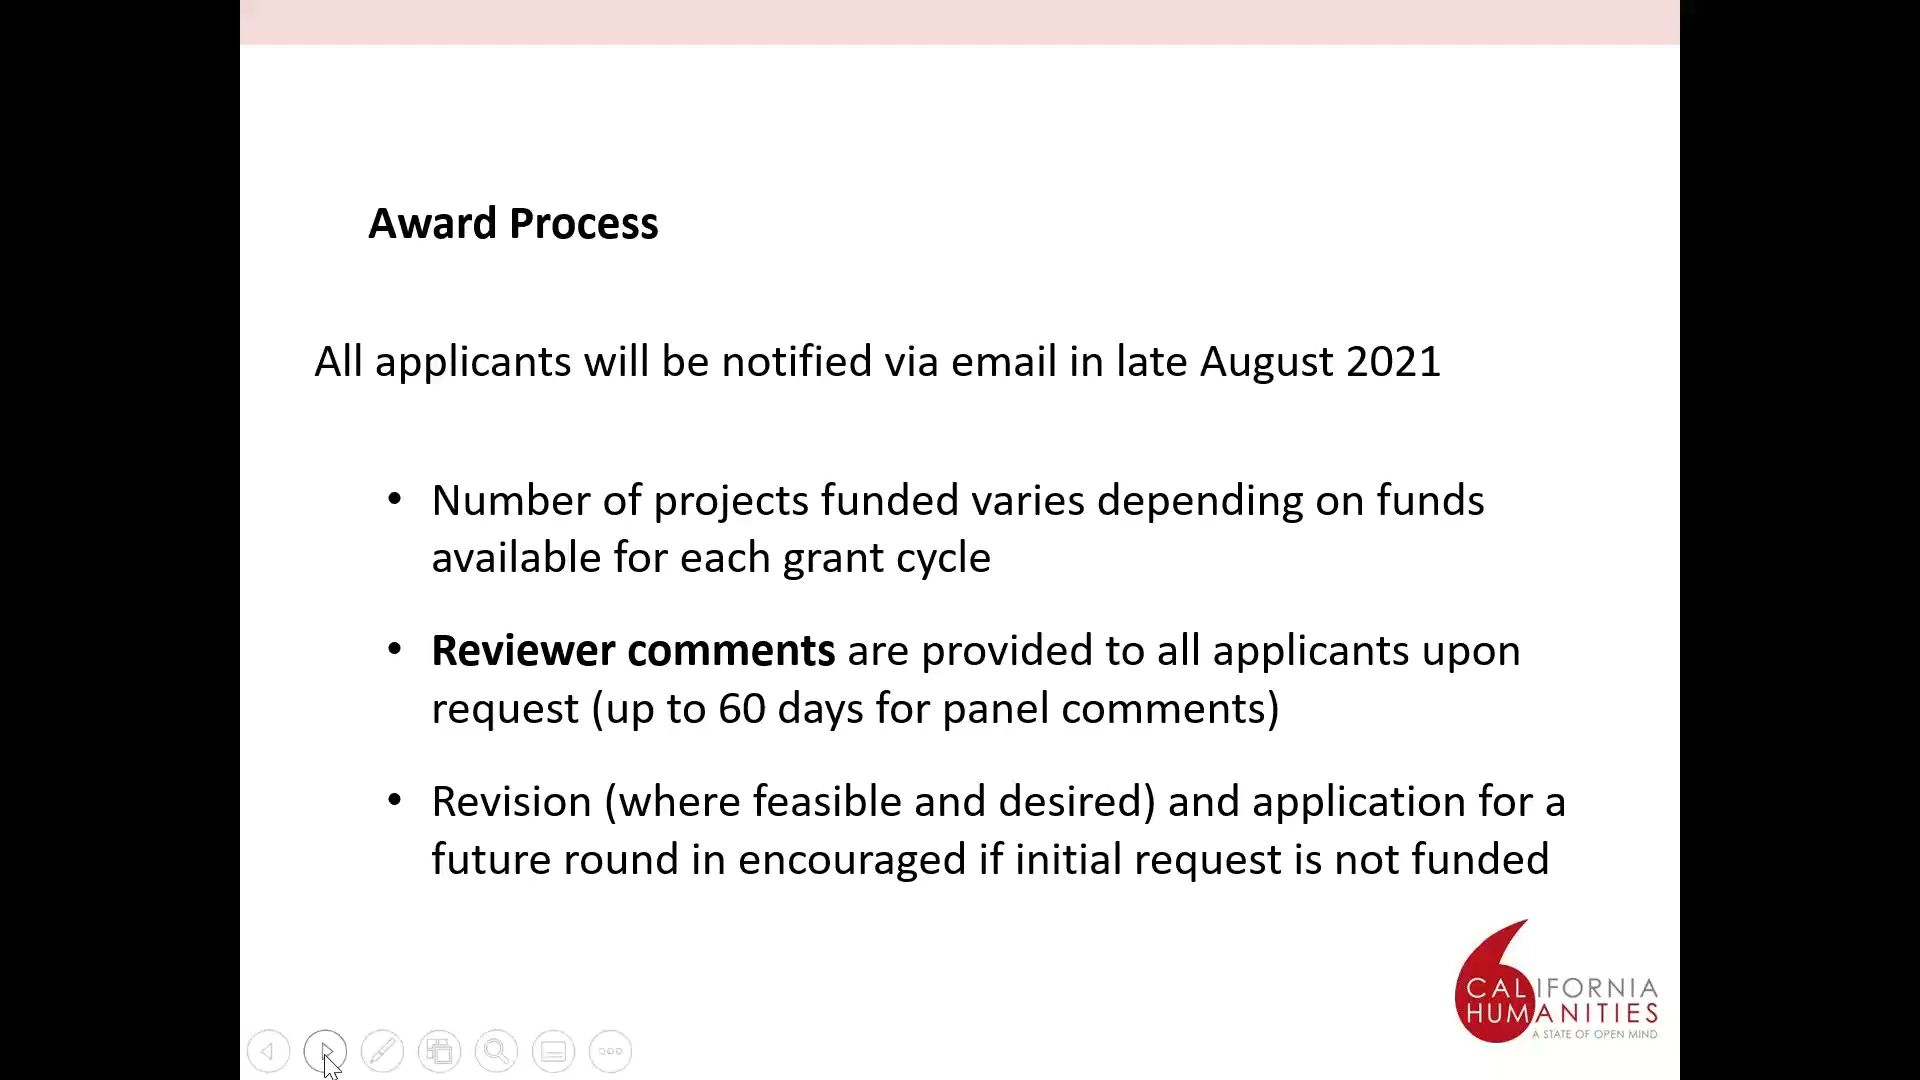 Award Process
All applicants will be notified via email in late August 2021
• Number of projects funded varies depending on funds
available for each grant cycle
• Reviewer comments are provided to all applicants upon
request (up to 60 days for panel comments)
• Revision (where feasible and desired) and application for a
future round in encouraged if initial request is not funded
CALIFORNIA
HUMANITIES
A STATE OF OPEN MIND